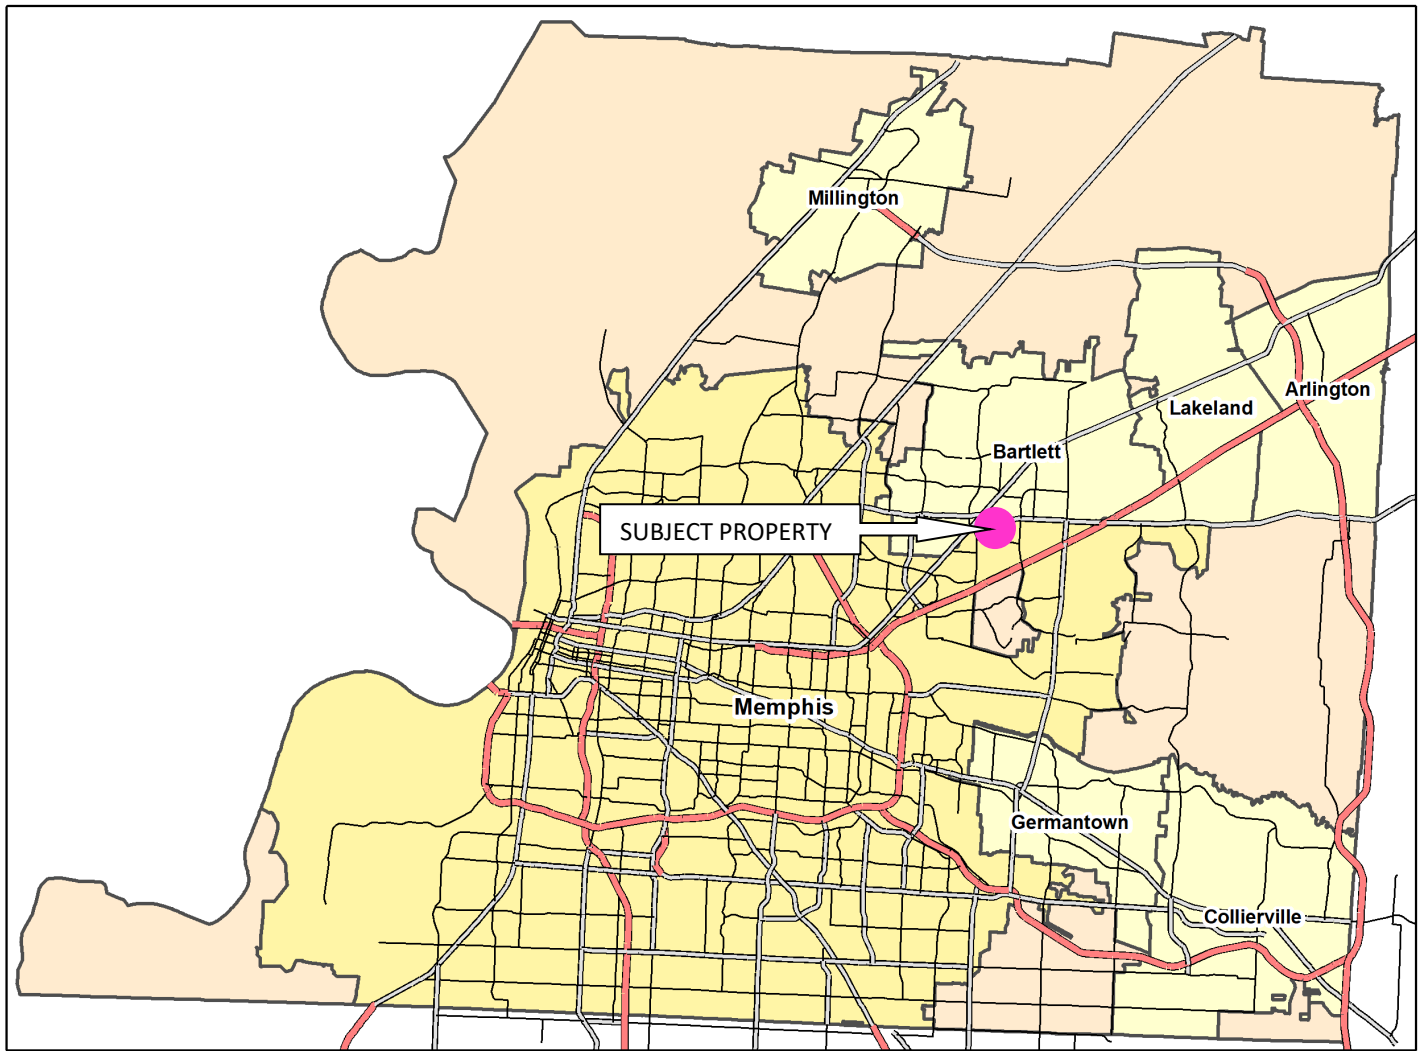 Millington
Arlington
Lakeland
Bartlett
SUBJECT PROPERTY
Memphis
Germantown
Collierville